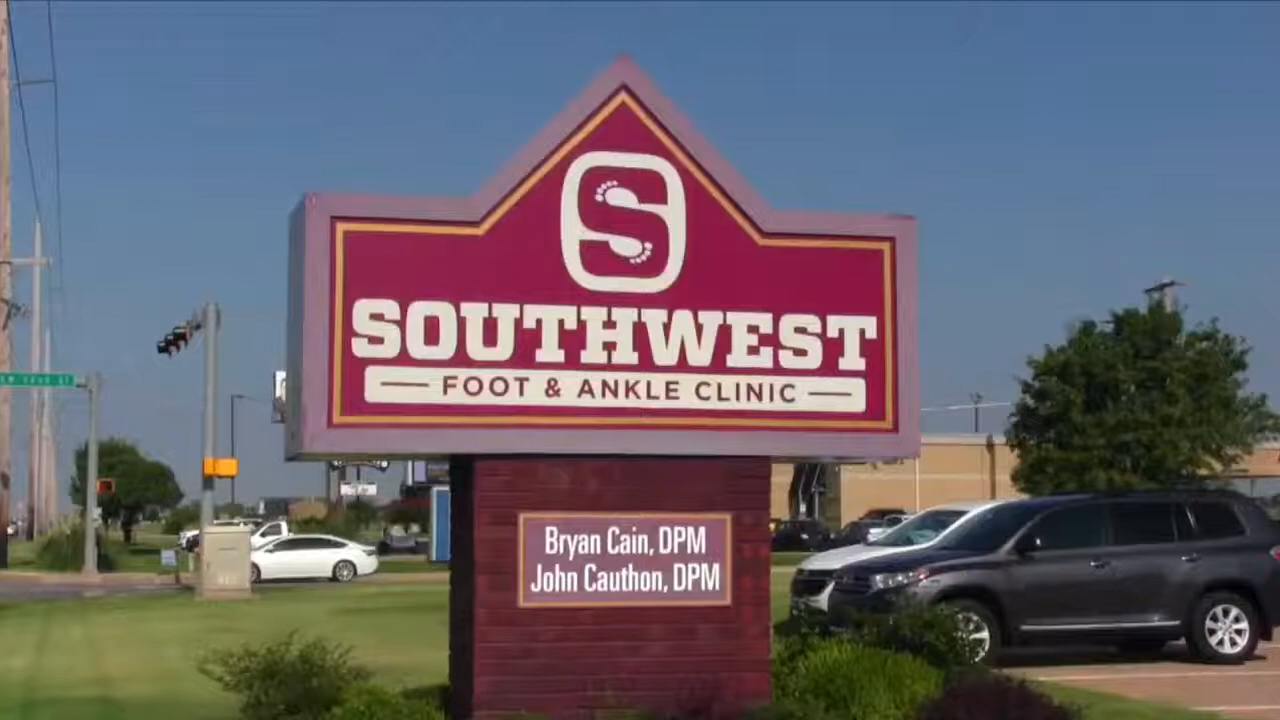 S
SOUTHWEST
FOOT & ANKLE CLINIC
Bryan Cain, DPM
John Cauthon, DPM